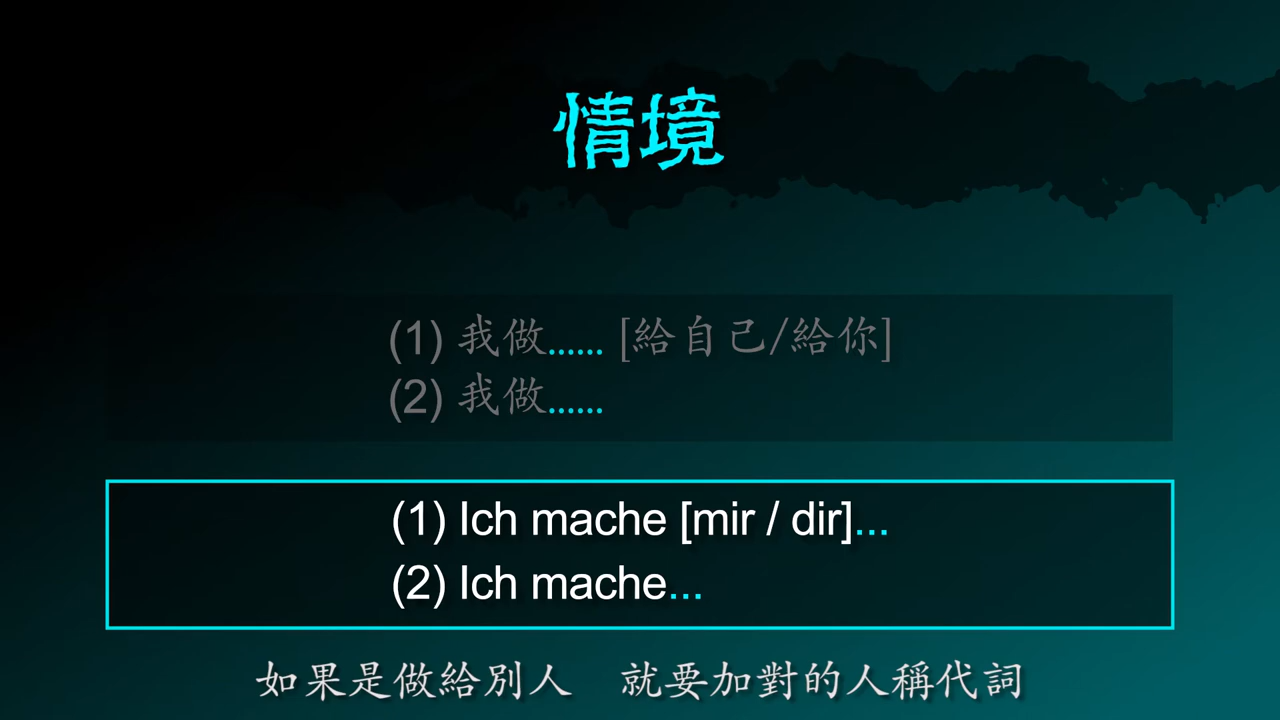 情境
(1) 我做...... [給自己/給你]
(2) 我做......
(1) Ich mache [mir / dir]...
(2) Ich mache...
如果是做給別人　就要加對的人稱代詞